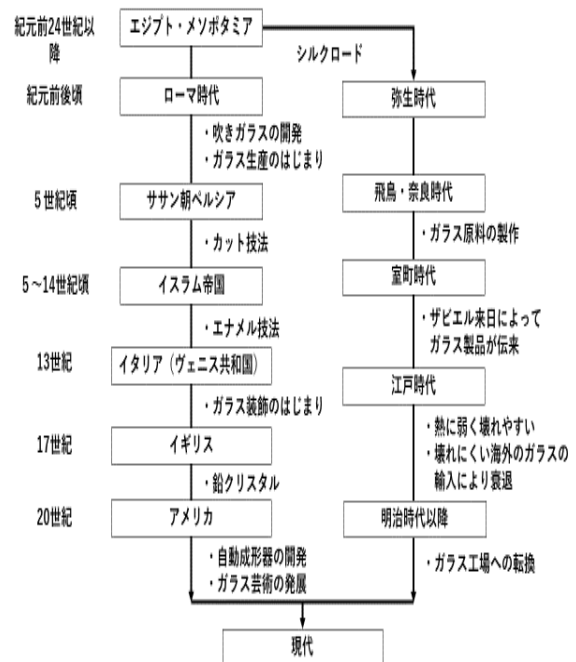 紀元前24世紀以
降
エジプト・メソポタミア
シルクロード
紀元前後頃
ローマ時代
弥生時代
・吹きガラスの開発
・ガラス生産のはじまり
5世紀頃
ササン朝ペルシア
飛鳥・奈良時代
・カット技法
・ガラス原料の製作
5～14世紀頃
イスラム帝国
室町時代
・エナメル技法
・ザビエル来日によって
ガラス製品が伝来
13世紀
イタリア（ヴェニス共和国）
江戸時代
・ガラス装飾のはじまり
・熱に弱く壊れやすい
・壊れにくい海外のガラスの
輸入により衰退
17世紀
イギリス
・鉛クリスタル
20世紀
アメリカ
明治時代以降
・自動成形器の開発
・ガラス芸術の発展
・ガラス工場への転換
現代